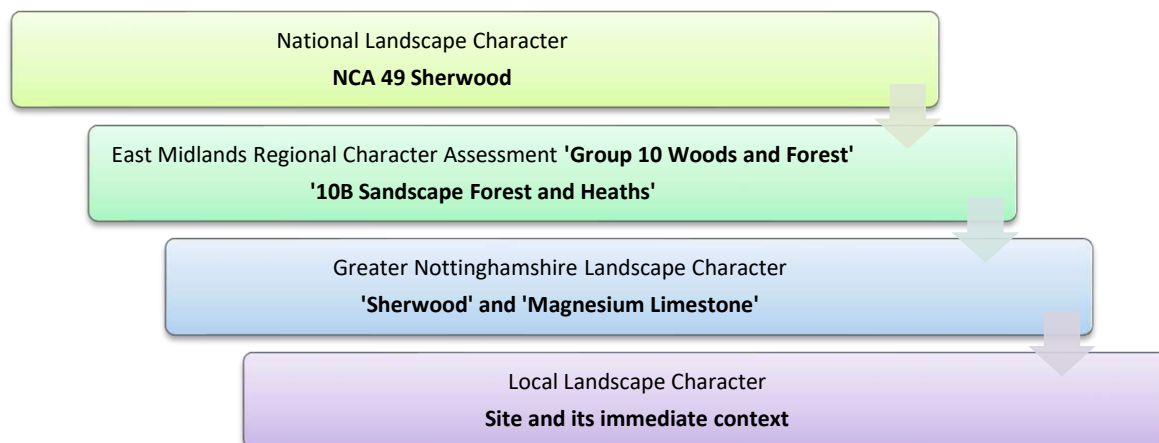 National Landscape Character
NCA 49 Sherwood
East Midlands Regional Character Assessment 'Group 10 Woods and Forest'
'10B Sandscape Forest and Heaths'
Greater Nottinghamshire Landscape Character
'Sherwood' and 'Magnesium Limestone'
Local Landscape Character
Site and its immediate context